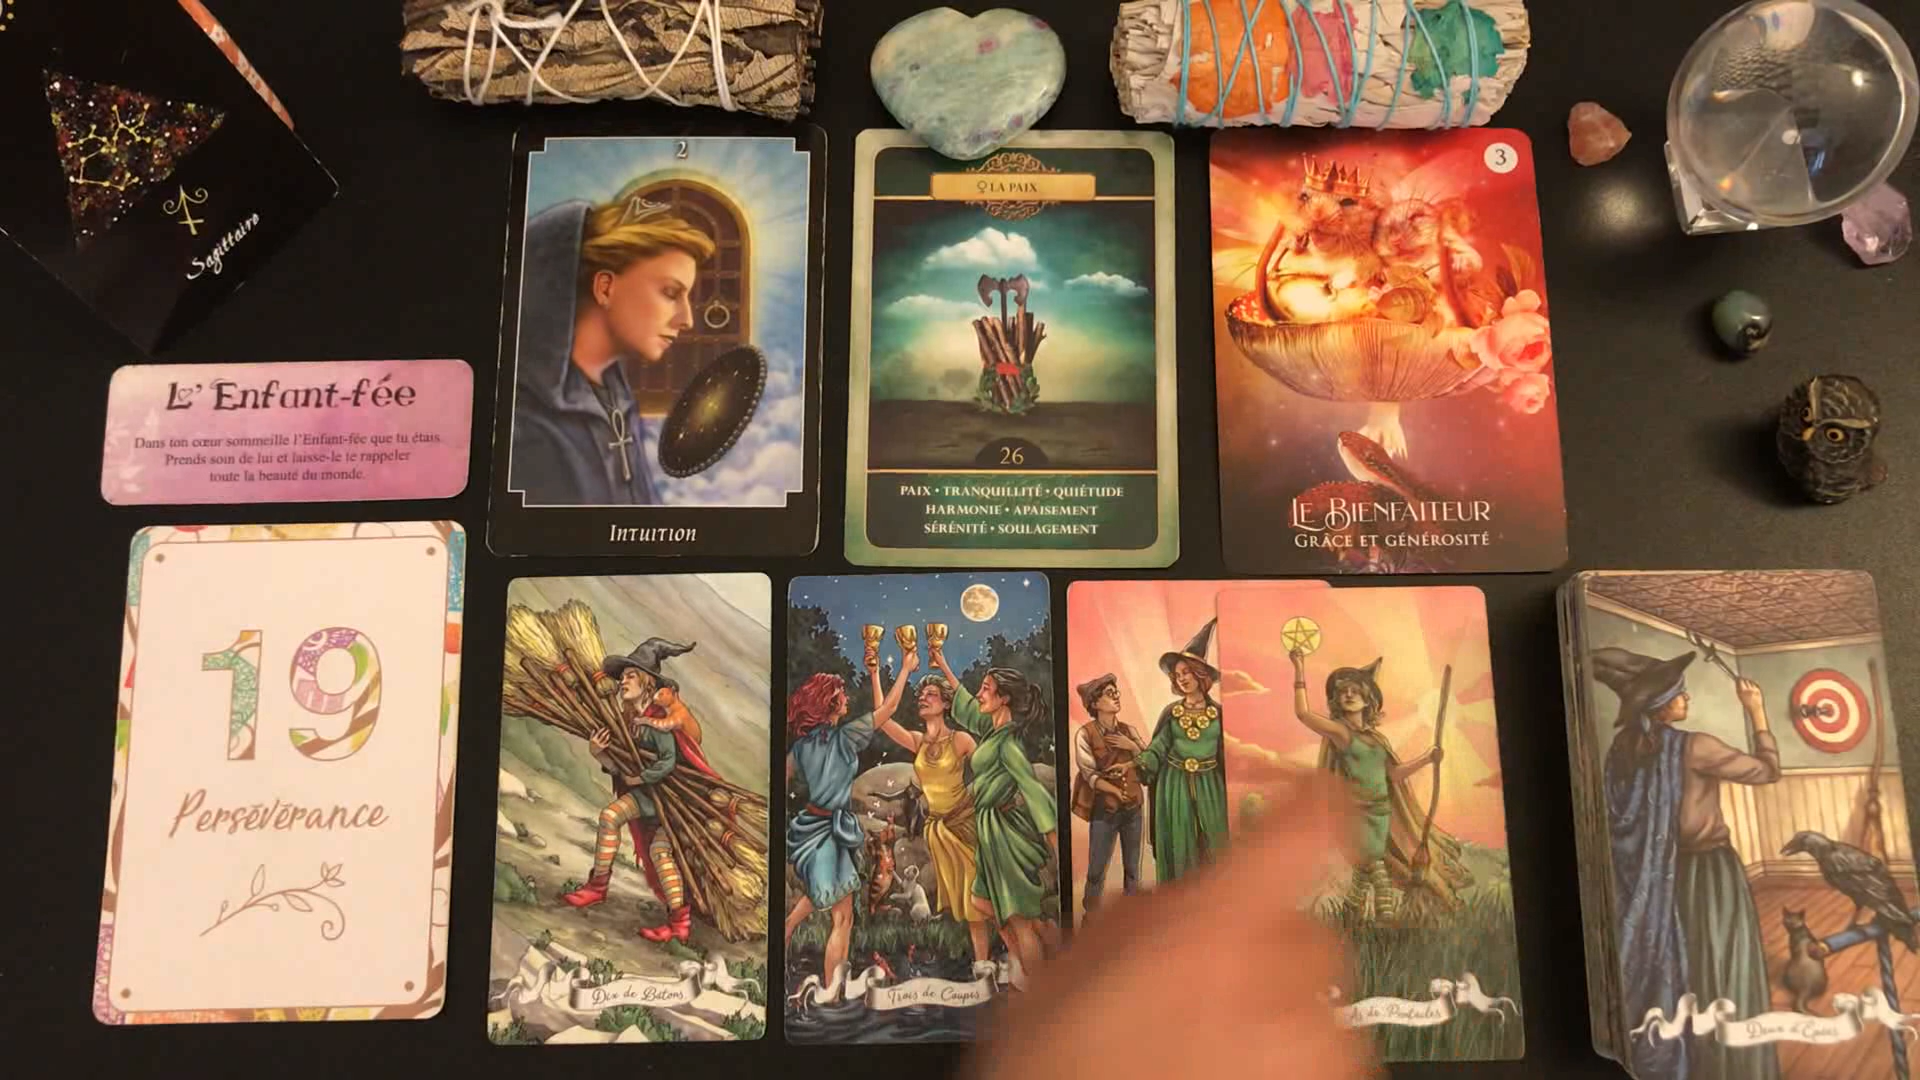 Sagittaire
L'Enfant-fée
Dans ton cœur sommeille l'Enfant-fée que tu étais.
Prends soin de lui et laisse-le te rappeler
toute la beauté du monde.
2
Intuition
♀ LA PAIX
26
PAIX • TRANQUILLITÉ • QUIÉTUDE
HARMONIE • APAISEMENT
SÉRÉNITÉ • SOULAGEMENT
3
LE BIENFAITEUR
GRÂCE ET GÉNÉROSITÉ
19
Persévérance
Dix de Bâtons
Trois de Coupes
As de Pentacles
Deux d'Épées